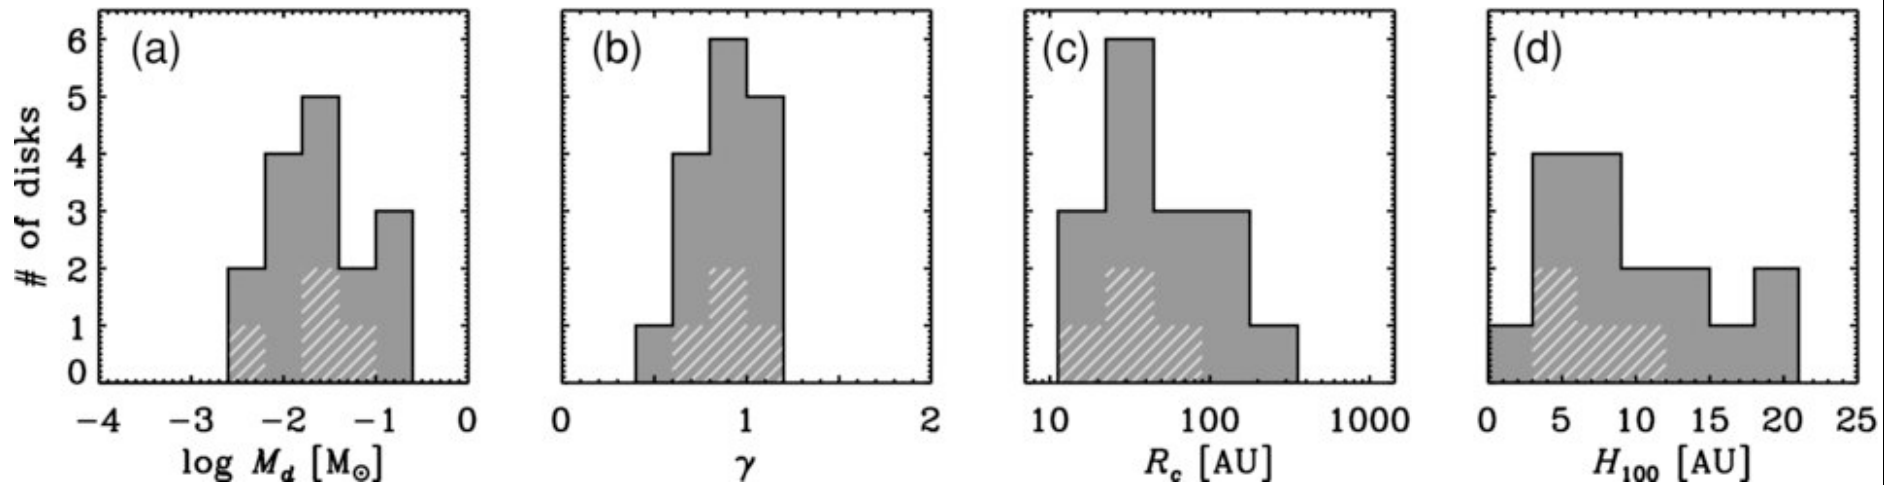 (a) (b) (c) (d)
# of disks
6
5
4
3
2
1
0
−4 −3 −2 −1 0 0 1 2 10 100 1000 0 5 10 15 20 25
log M_d [M_⊙] γ R_c [AU] H_100 [AU]